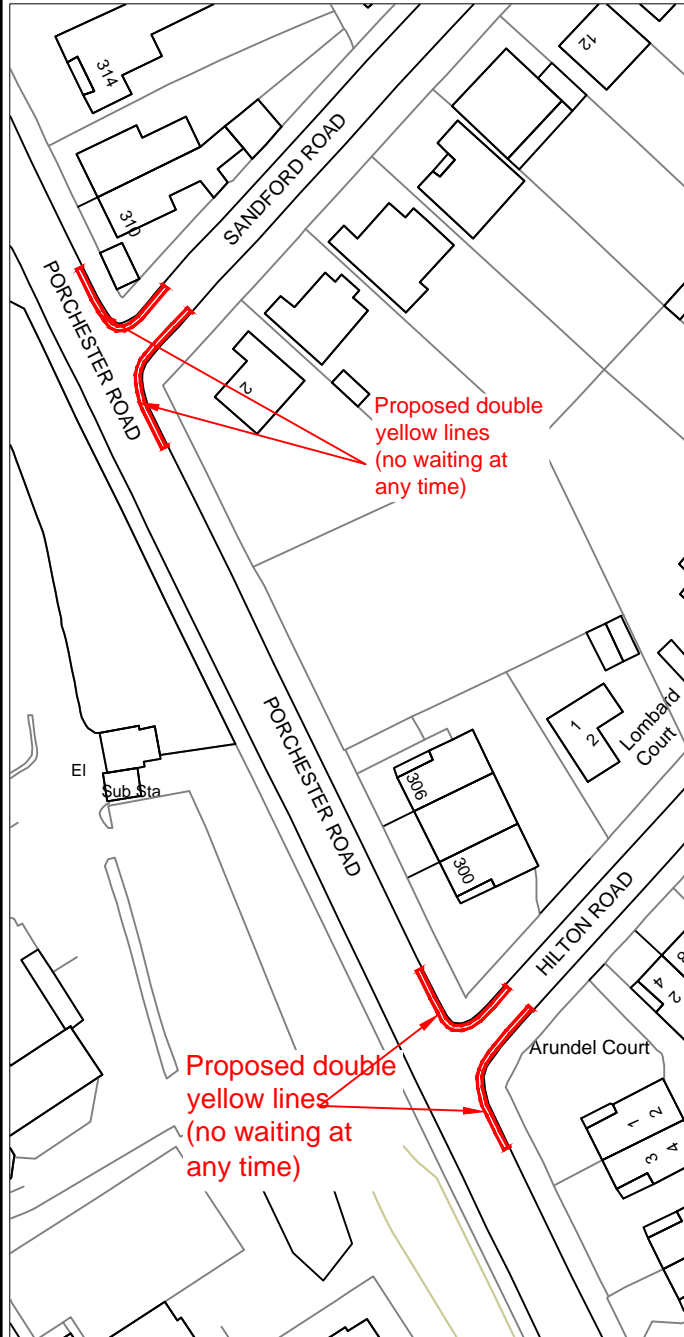 12
314
SANDFORD ROAD
310
PORCHESTER ROAD
2
Proposed double
yellow lines
(no waiting at
any time)
PORCHESTER ROAD
1
2
Lombard
Court
El
Sub Sta
306
300
HILTON ROAD
8
4
2
Arundel Court
Proposed double
yellow lines
(no waiting at
any time)
1 2
3 4